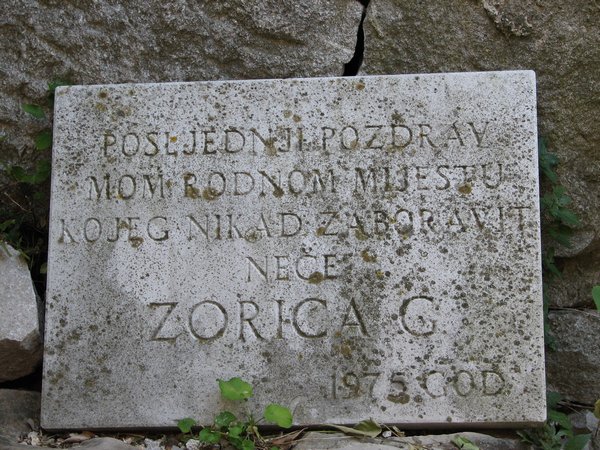 POSLJEDNJI POZDRAV
MOM RODNOM MIJESTU
KOJEG NIKAD ZABORAVIT
NEĆE
ZORICA G
1975 GOD